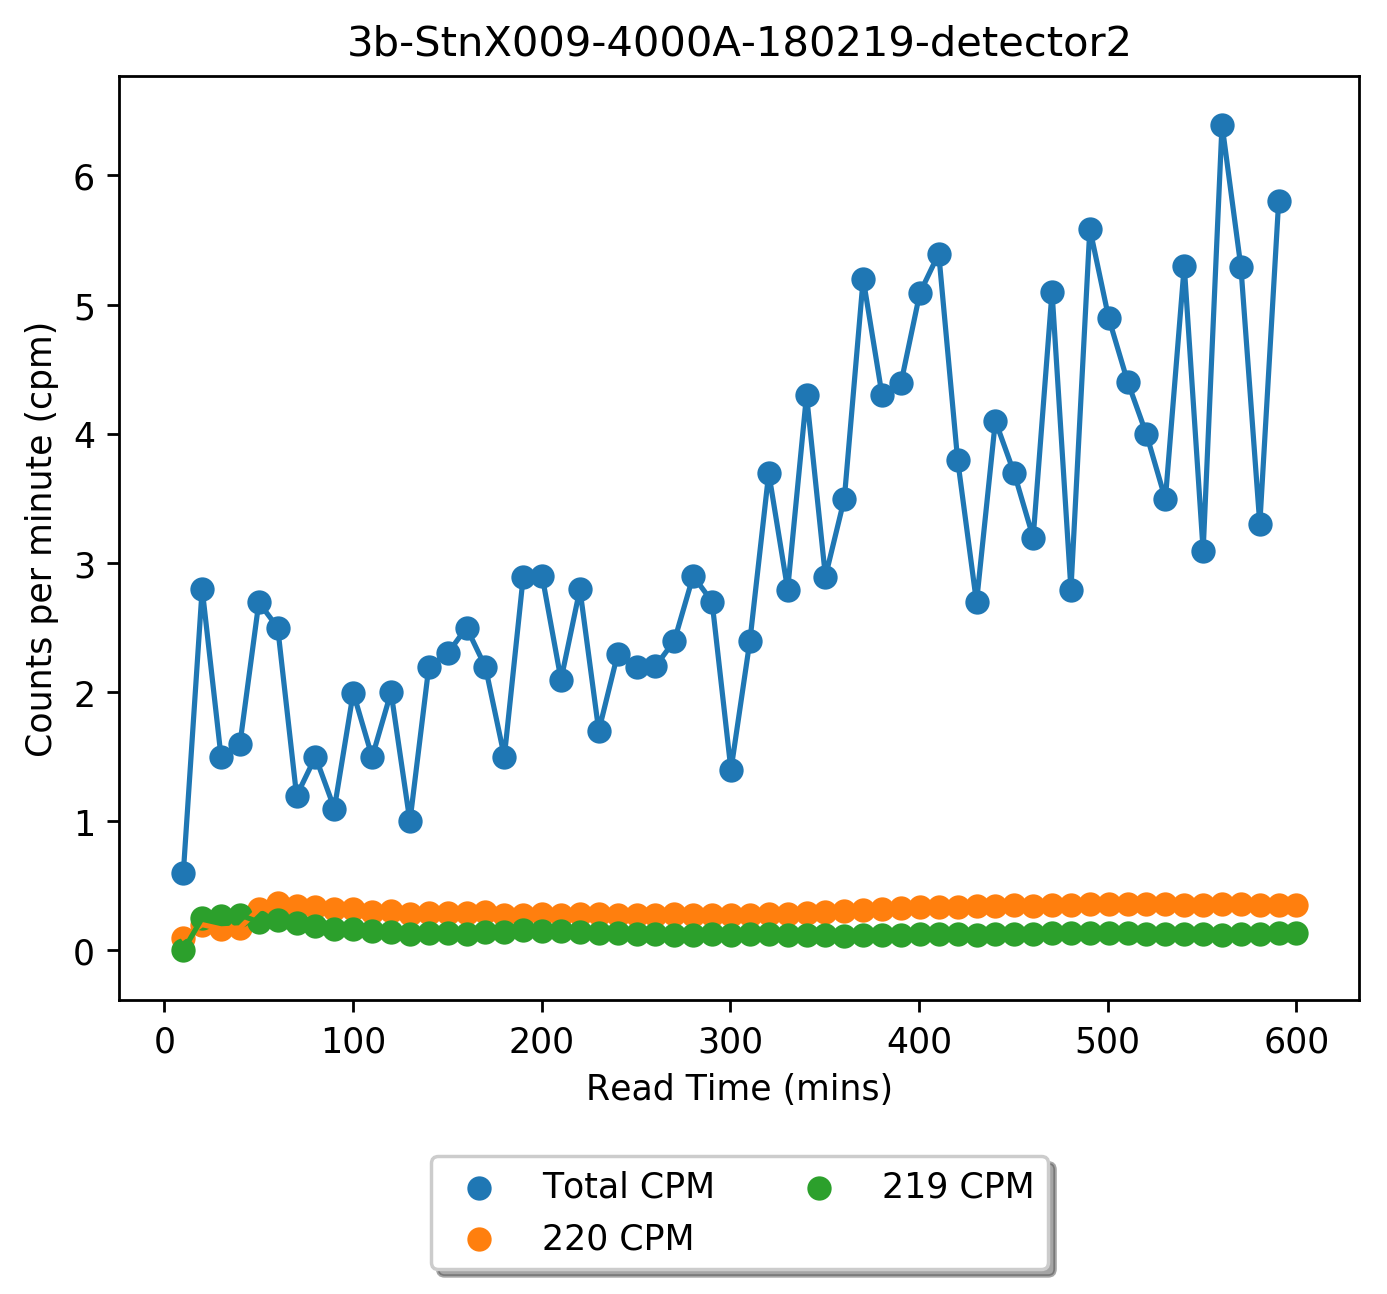 3b-StnX009-4000A-180219-detector2
Counts per minute (cpm)
6
5
4
3
2
1
0
0 100 200 300 400 500 600
Read Time (mins)
Total CPM 219 CPM
220 CPM